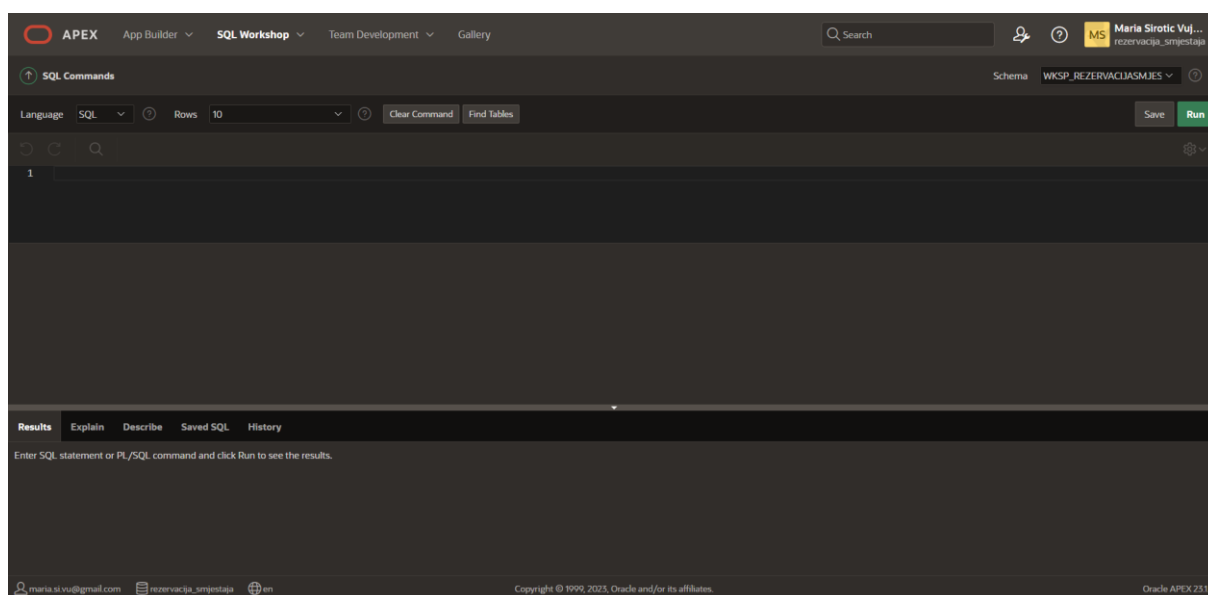 APEX App Builder SQL Workshop Team Development Gallery Search MS Maria Sirotic Vuj...
rezervacija_smjestaja
SQL Commands Schema WKSP_REZERVACIJASMJES
Language SQL Rows 10 Clear Command Find Tables Save Run
1
Results Explain Describe Saved SQL History
Enter SQL statement or PL/SQL command and click Run to see the results.
maria.si.vu@gmail.com rezervacija_smjestaja en Copyright © 1999, 2023, Oracle and/or its affiliates. Oracle APEX 23.1